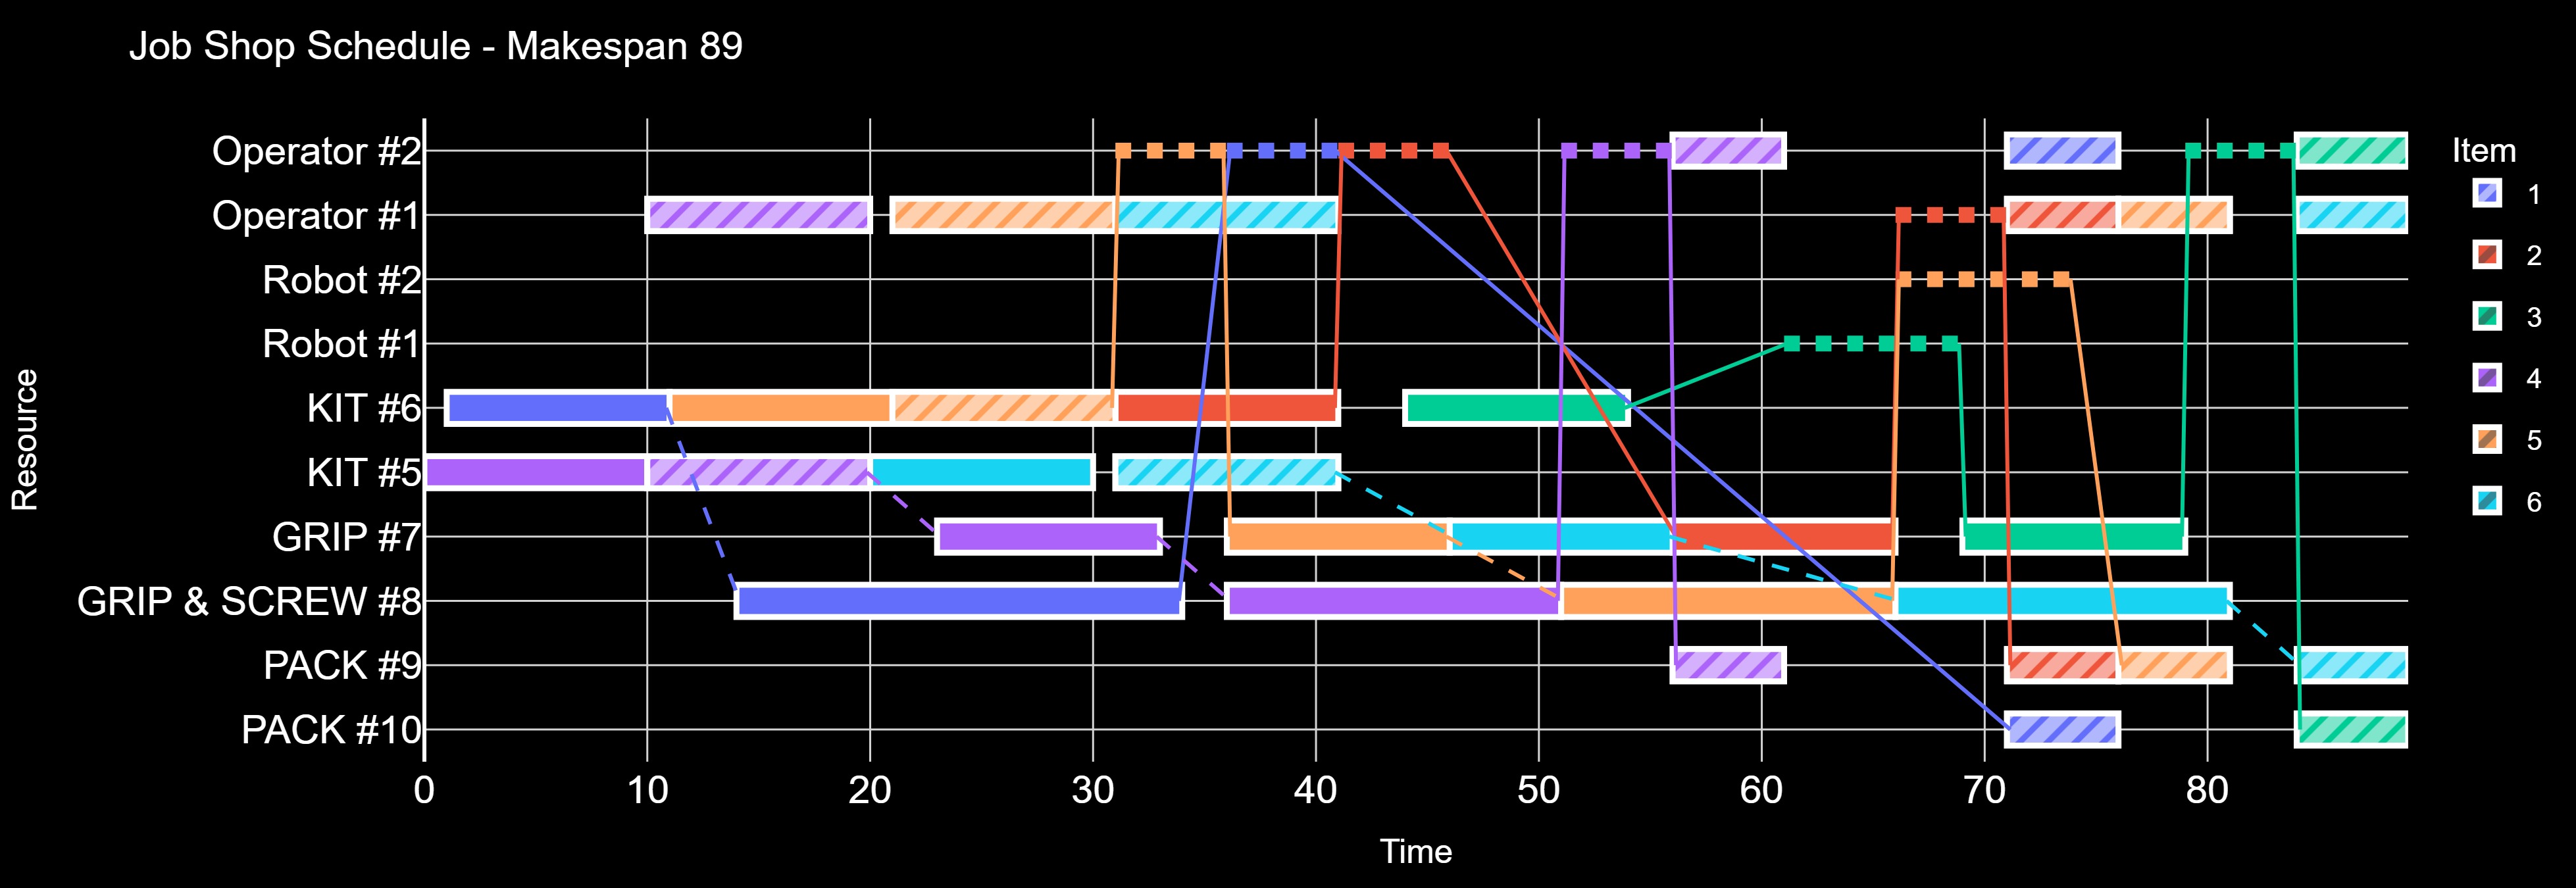 Job Shop Schedule - Makespan 89
Operator #2
Operator #1
Robot #2
Robot #1
KIT #6
KIT #5
GRIP #7
GRIP & SCREW #8
PACK #9
PACK #10
Resource
0 10 20 30 40 50 60 70 80
Time
Item
1
2
3
4
5
6